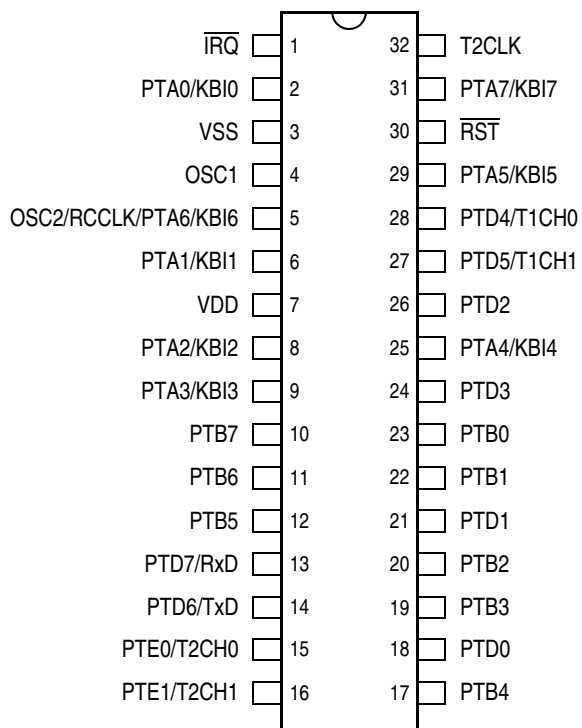 I̅R̅Q̅ 1 32 T2CLK
PTA0/KBI0 2 31 PTA7/KBI7
VSS 3 30 R̅S̅T̅
OSC1 4 29 PTA5/KBI5
OSC2/RCCLK/PTA6/KBI6 5 28 PTD4/T1CH0
PTA1/KBI1 6 27 PTD5/T1CH1
VDD 7 26 PTD2
PTA2/KBI2 8 25 PTA4/KBI4
PTA3/KBI3 9 24 PTD3
PTB7 10 23 PTB0
PTB6 11 22 PTB1
PTB5 12 21 PTD1
PTD7/RxD 13 20 PTB2
PTD6/TxD 14 19 PTB3
PTE0/T2CH0 15 18 PTD0
PTE1/T2CH1 16 17 PTB4